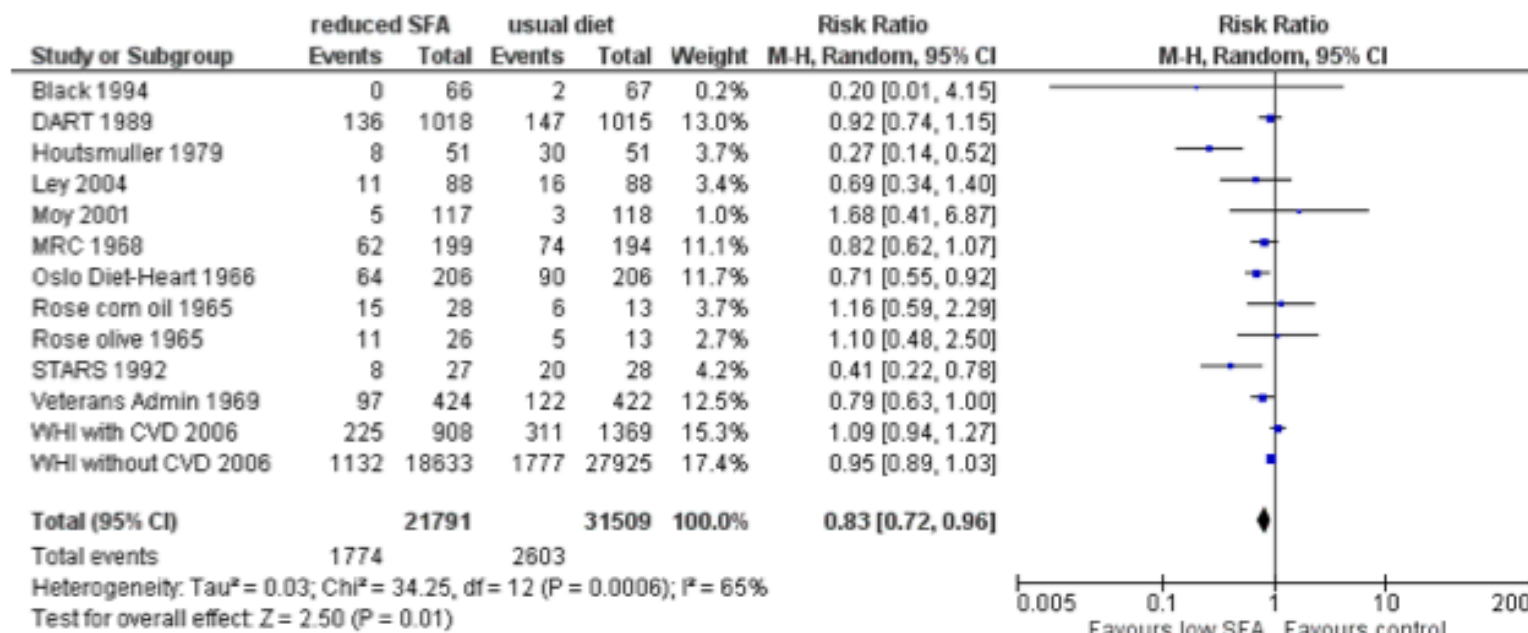 reduced SFA usual diet Risk Ratio Risk Ratio
Study or Subgroup Events Total Events Total Weight M-H, Random, 95% CI M-H, Random, 95% CI
Black 1994 0 66 2 67 0.2% 0.20 [0.01, 4.15]
DART 1989 136 1018 147 1015 13.0% 0.92 [0.74, 1.15]
Houtsmuller 1979 8 51 30 51 3.7% 0.27 [0.14, 0.52]
Ley 2004 11 88 16 88 3.4% 0.69 [0.34, 1.40]
Moy 2001 5 117 3 118 1.0% 1.68 [0.41, 6.87]
MRC 1968 62 199 74 194 11.1% 0.82 [0.62, 1.07]
Oslo Diet-Heart 1966 64 206 90 206 11.7% 0.71 [0.55, 0.92]
Rose corn oil 1965 15 28 6 13 3.7% 1.16 [0.59, 2.29]
Rose olive 1965 11 26 5 13 2.7% 1.10 [0.48, 2.50]
STARS 1992 8 27 20 28 4.2% 0.41 [0.22, 0.78]
Veterans Admin 1969 97 424 122 422 12.5% 0.79 [0.63, 1.00]
WHI with CVD 2006 225 908 311 1369 15.3% 1.09 [0.94, 1.27]
WHI without CVD 2006 1132 18633 1777 27925 17.4% 0.95 [0.89, 1.03]
Total (95% CI) 21791 31509 100.0% 0.83 [0.72, 0.96]
Total events 1774 2603
Heterogeneity: Tau² = 0.03; Chi² = 34.25, df = 12 (P = 0.0006); I² = 65%
Test for overall effect: Z = 2.50 (P = 0.01)
0.005 0.1 1 10 200
Favours low SFA Favours control